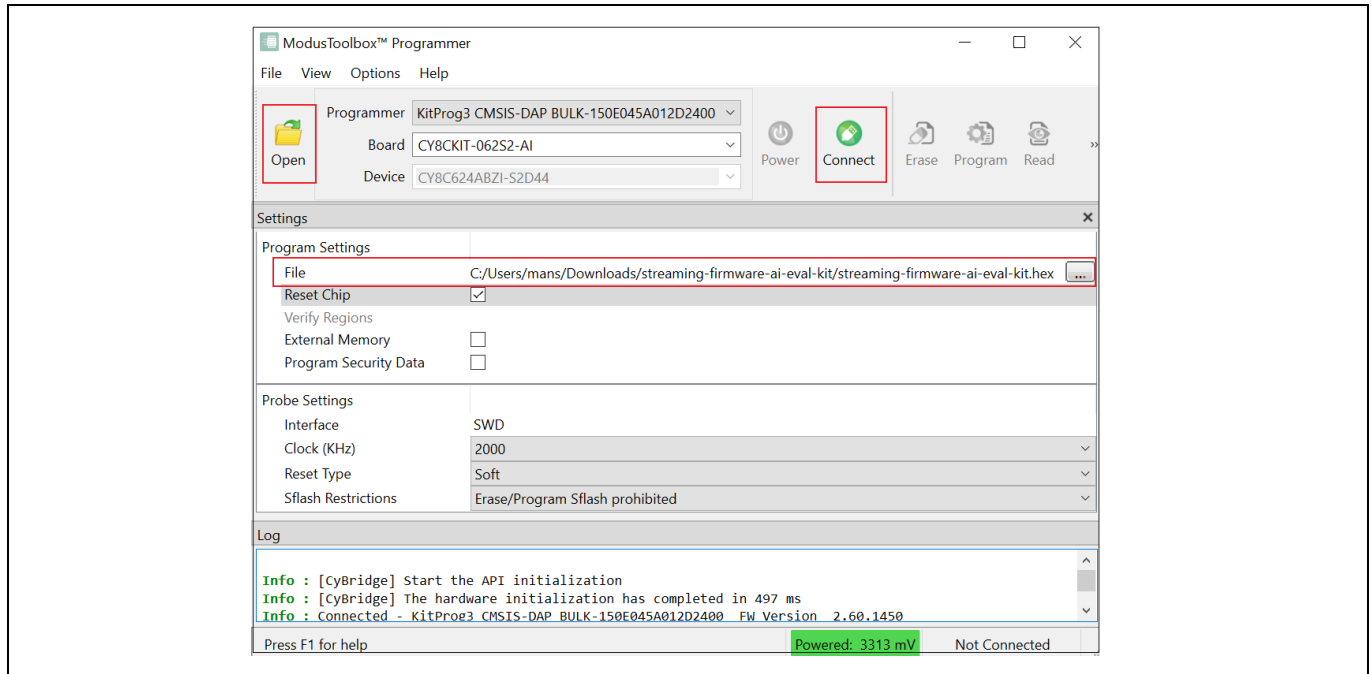 ModusToolbox™ Programmer
File View Options Help
Open
Programmer KitProg3 CMSIS-DAP BULK-150E045A012D2400
Board CY8CKIT-062S2-AI
Device CY8C624ABZI-S2D44
Power Connect Erase Program Read »
Settings
Program Settings
File C:/Users/mans/Downloads/streaming-firmware-ai-eval-kit/streaming-firmware-ai-eval-kit.hex ...
Reset Chip
Verify Regions
External Memory
Program Security Data
Probe Settings
Interface SWD
Clock (KHz) 2000
Reset Type Soft
Sflash Restrictions Erase/Program Sflash prohibited
Log
Info : [CyBridge] Start the API initialization
Info : [CyBridge] The hardware initialization has completed in 497 ms
Info : Connected - KitProg3 CMSIS-DAP BULK-150E045A012D2400 FW Version 2.60.1450
Press F1 for help Powered: 3313 mV Not Connected